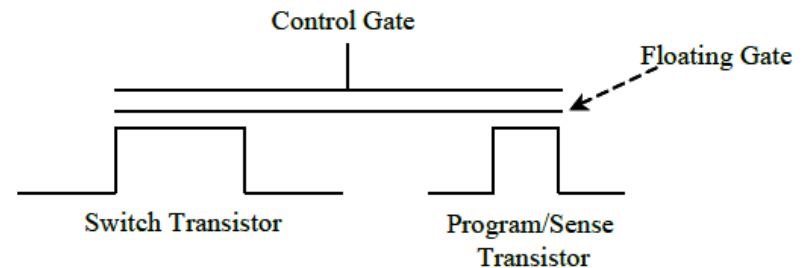 Control Gate
Floating Gate
Switch Transistor
Program/Sense
Transistor